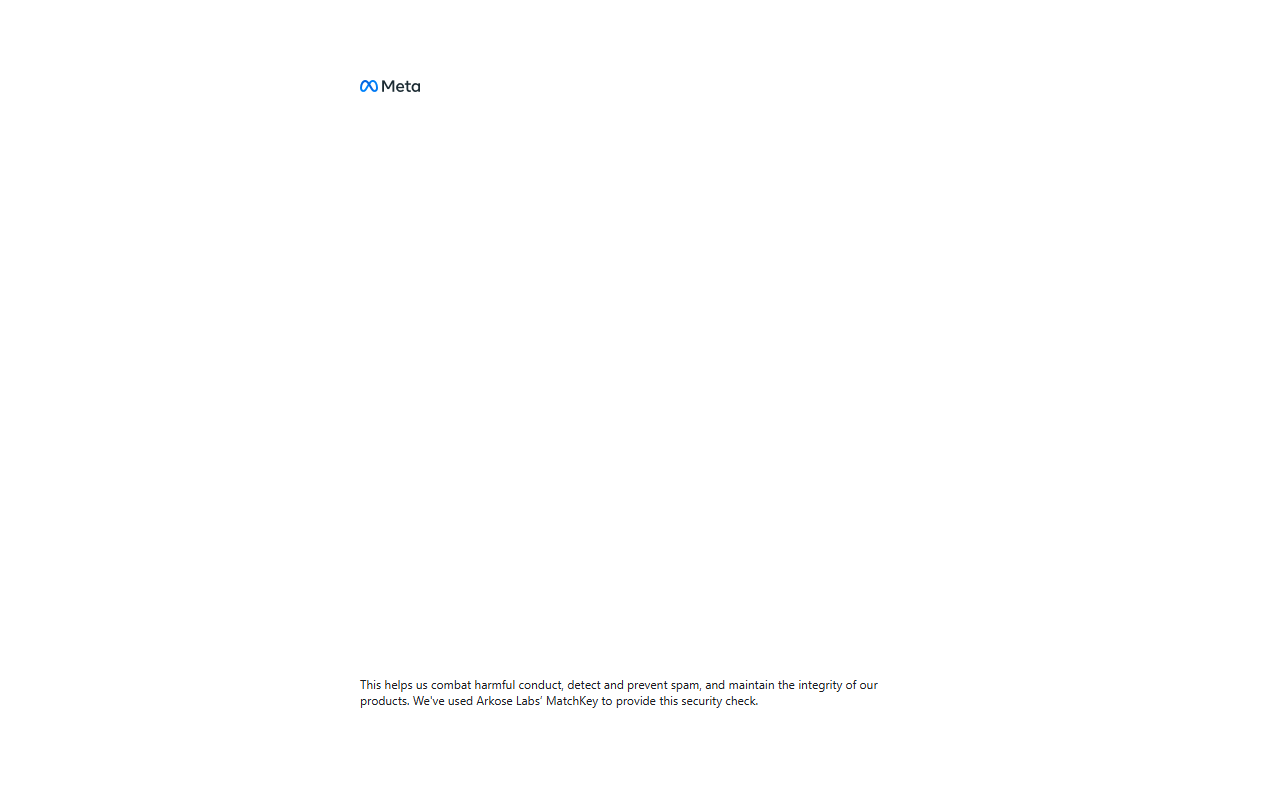 Meta
This helps us combat harmful conduct, detect and prevent spam, and maintain the integrity of our
products. We've used Arkose Labs’ MatchKey to provide this security check.